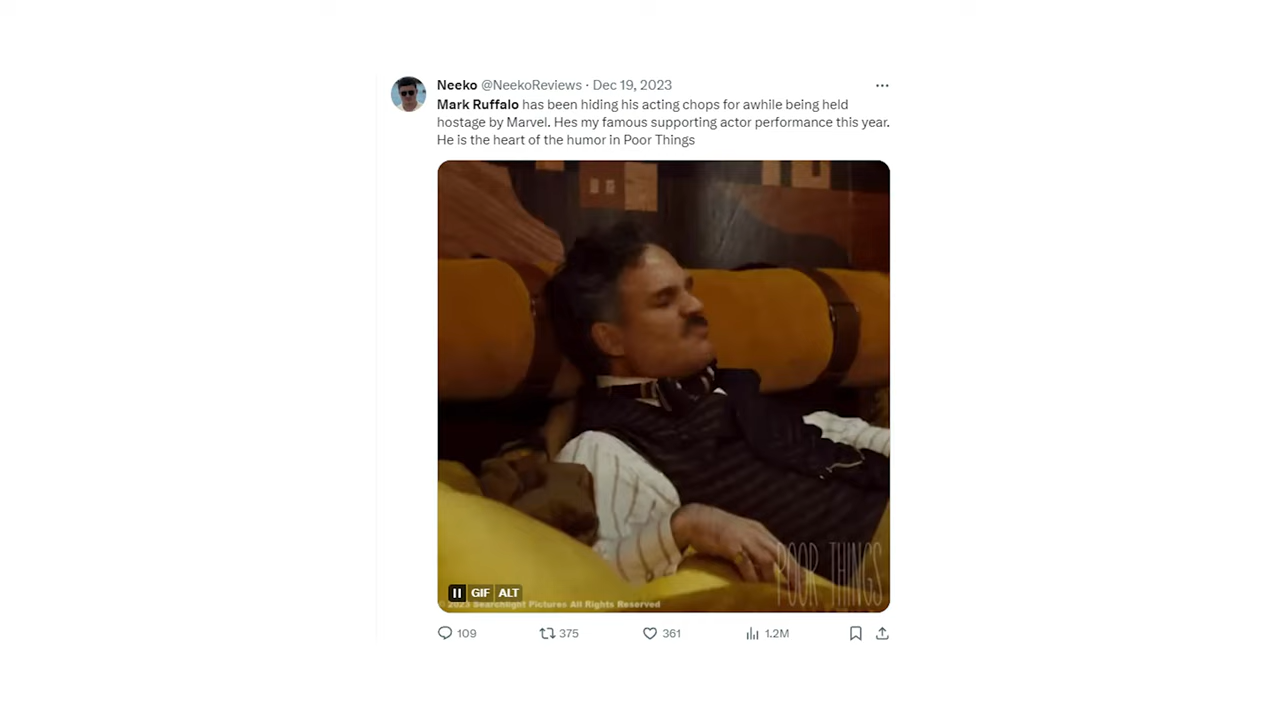 Neeko @NeekoReviews · Dec 19, 2023
Mark Ruffalo has been hiding his acting chops for awhile being held
hostage by Marvel. Hes my famous supporting actor performance this year.
He is the heart of the humor in Poor Things
POOR THINGS
GIF ALT
© 2023 Searchlight Pictures All Rights Reserved
109 375 361 1.2M